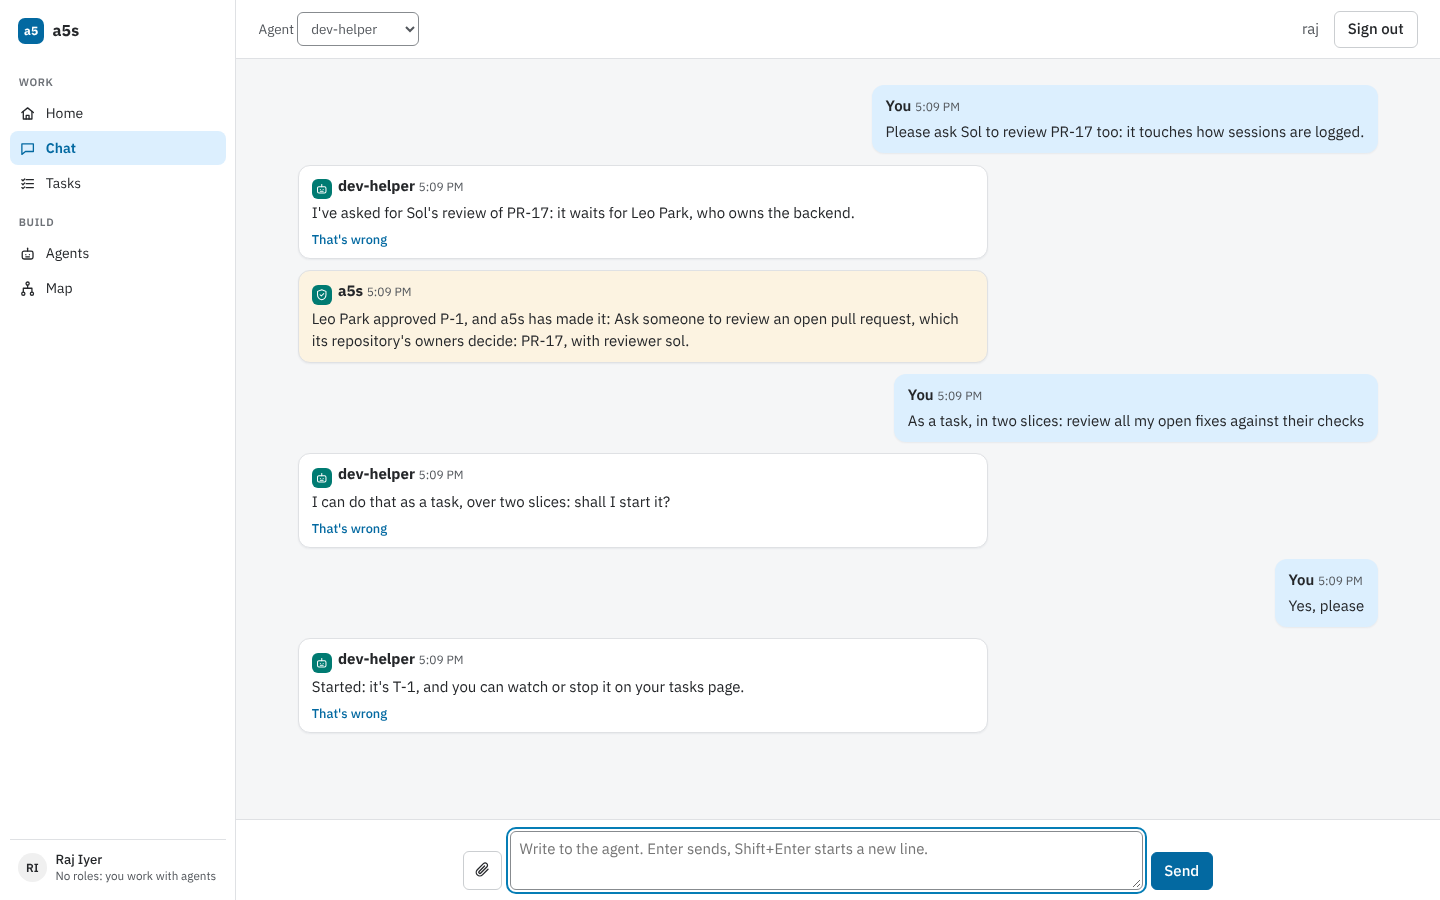 a5 a5s
Agent dev-helper
raj
Sign out
WORK
Home
Chat
Tasks
BUILD
Agents
Map
You 5:09 PM
Please ask Sol to review PR-17 too: it touches how sessions are logged.
dev-helper 5:09 PM
I've asked for Sol's review of PR-17: it waits for Leo Park, who owns the backend.
That's wrong
a5s 5:09 PM
Leo Park approved P-1, and a5s has made it: Ask someone to review an open pull request, which
its repository's owners decide: PR-17, with reviewer sol.
You 5:09 PM
As a task, in two slices: review all my open fixes against their checks
dev-helper 5:09 PM
I can do that as a task, over two slices: shall I start it?
That's wrong
You 5:09 PM
Yes, please
dev-helper 5:09 PM
Started: it's T-1, and you can watch or stop it on your tasks page.
That's wrong
Write to the agent. Enter sends, Shift+Enter starts a new line.
Send
RI
Raj Iyer
No roles: you work with agents